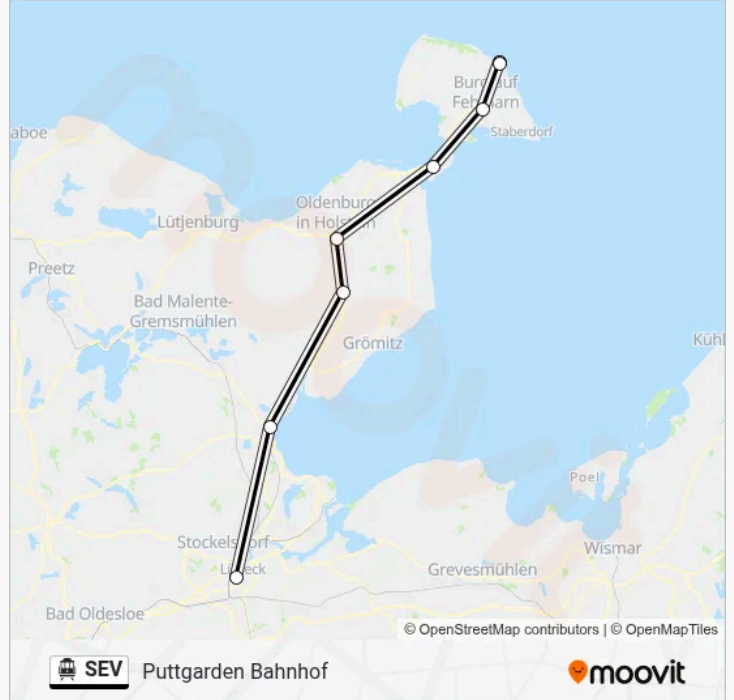 Burg auf
Fehmarn
Staberdorf
aboe
Oldenburg
in Holstein
Lütjenburg
Preetz
Bad Malente-
Gremsmühlen
Kühl
Grömitz
Poel
Stockelsdorf
Wismar
Lübeck
Grevesmühlen
Bad Oldesloe
© OpenStreetMap contributors | © OpenMapTiles
SEV Puttgarden Bahnhof moovit